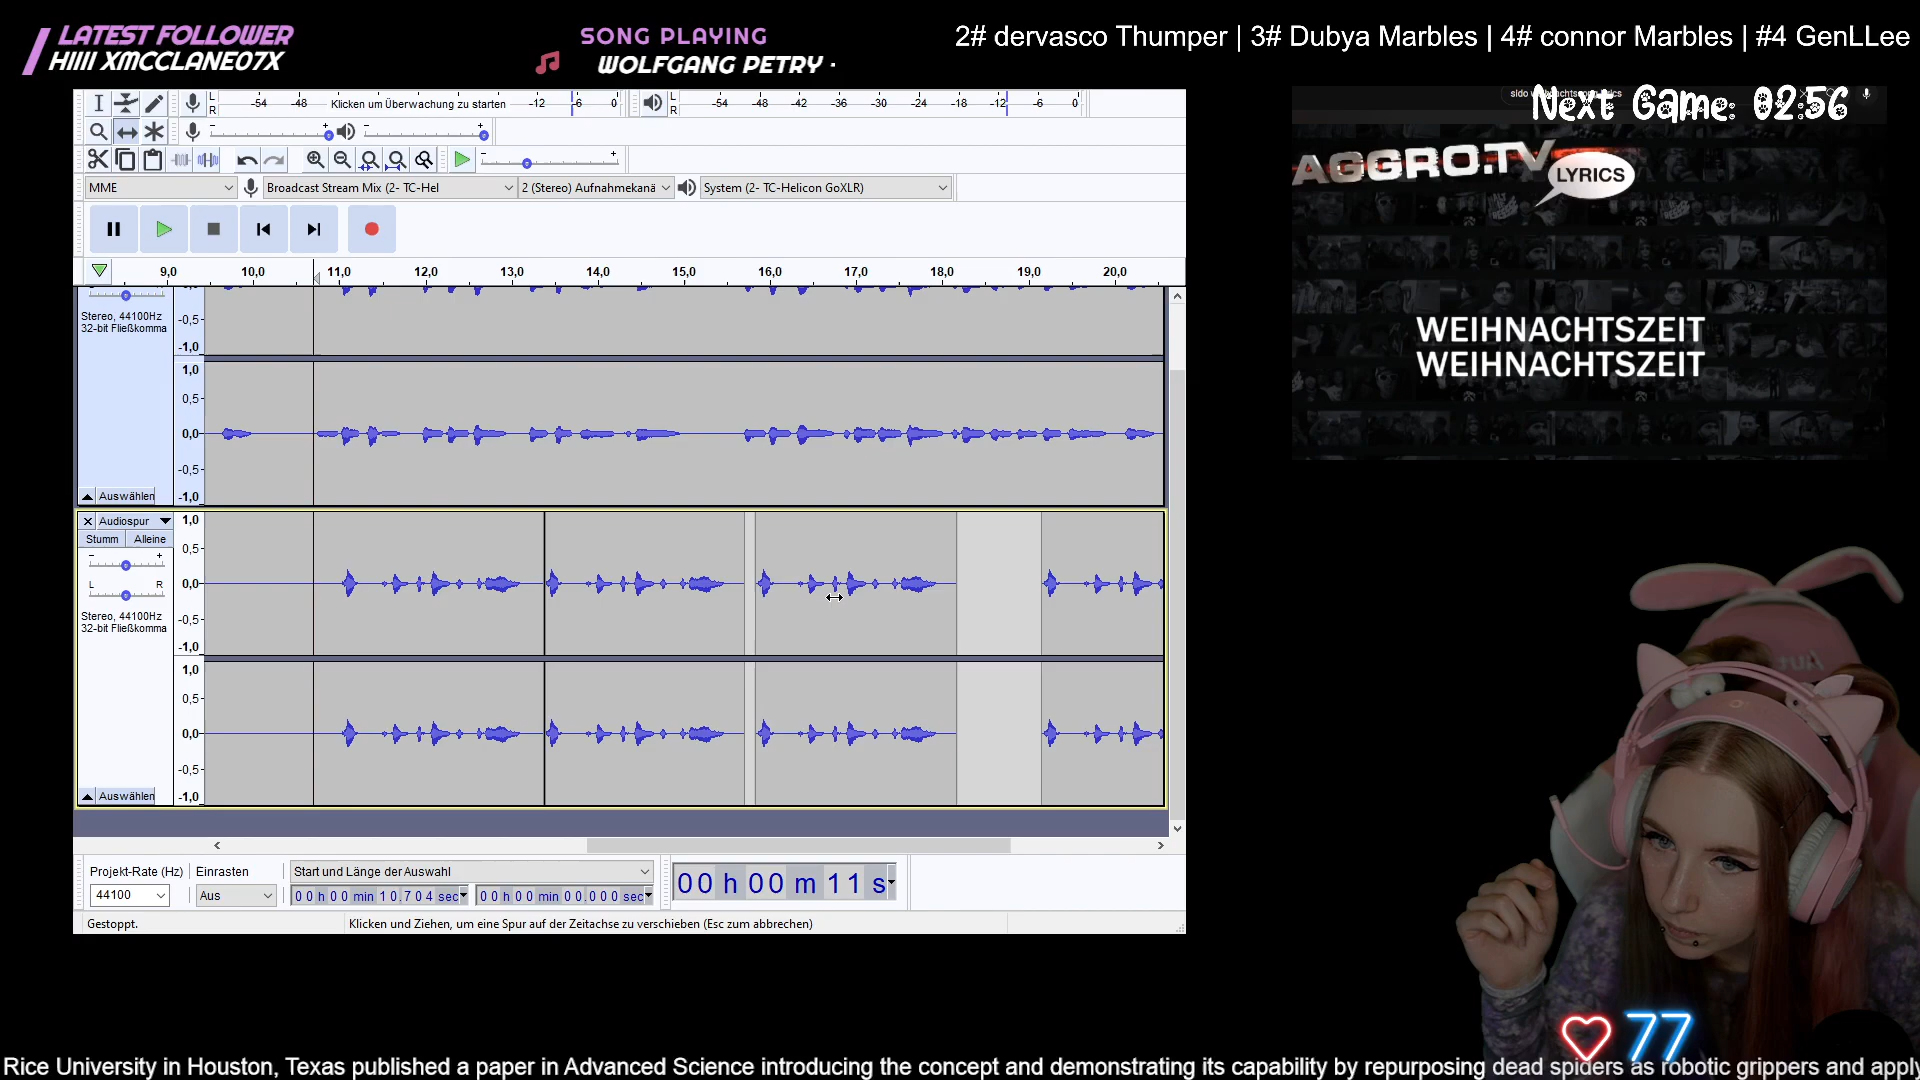 LATEST FOLLOWER
HIIII XMCCLANE07X
SONG PLAYING
WOLFGANG PETRY ·
2# dervasco Thumper | 3# Dubya Marbles | 4# connor Marbles | #4 GenLLee
Next Game: 02:56
L
R
-54 -48 Klicken um Überwachung zu starten -12 -6 0
L
R
-54 -48 -42 -36 -30 -24 -18 -12 -6 0
MME
Broadcast Stream Mix (2- TC-Hel
2 (Stereo) Aufnahmekanä
System (2- TC-Helicon GoXLR)
9,0 10,0 11,0 12,0 13,0 14,0 15,0 16,0 17,0 18,0 19,0 20,0
Stereo, 44100Hz
32-bit Fließkomma
-0,5
-1,0
1,0
0,5
0,0
-0,5
-1,0
Auswählen
Audiospur
Stumm Alleine
- +
L R
Stereo, 44100Hz
32-bit Fließkomma
1,0
0,5
0,0
-0,5
-1,0
1,0
0,5
0,0
-0,5
-1,0
Auswählen
Projekt-Rate (Hz)
Einrasten
Start und Länge der Auswahl
44100
Aus
00 h 00 min 10.704 sec
00 h 00 min 00.000 sec
00 h 00 m 11 s
Gestoppt.
Klicken und Ziehen, um eine Spur auf der Zeitachse zu verschieben (Esc zum abbrechen)
AGGRO.TV
LYRICS
WEIHNACHTSZEIT
WEIHNACHTSZEIT
77
Rice University in Houston, Texas published a paper in Advanced Science introducing the concept and demonstrating its capability by repurposing dead spiders as robotic grippers and apply